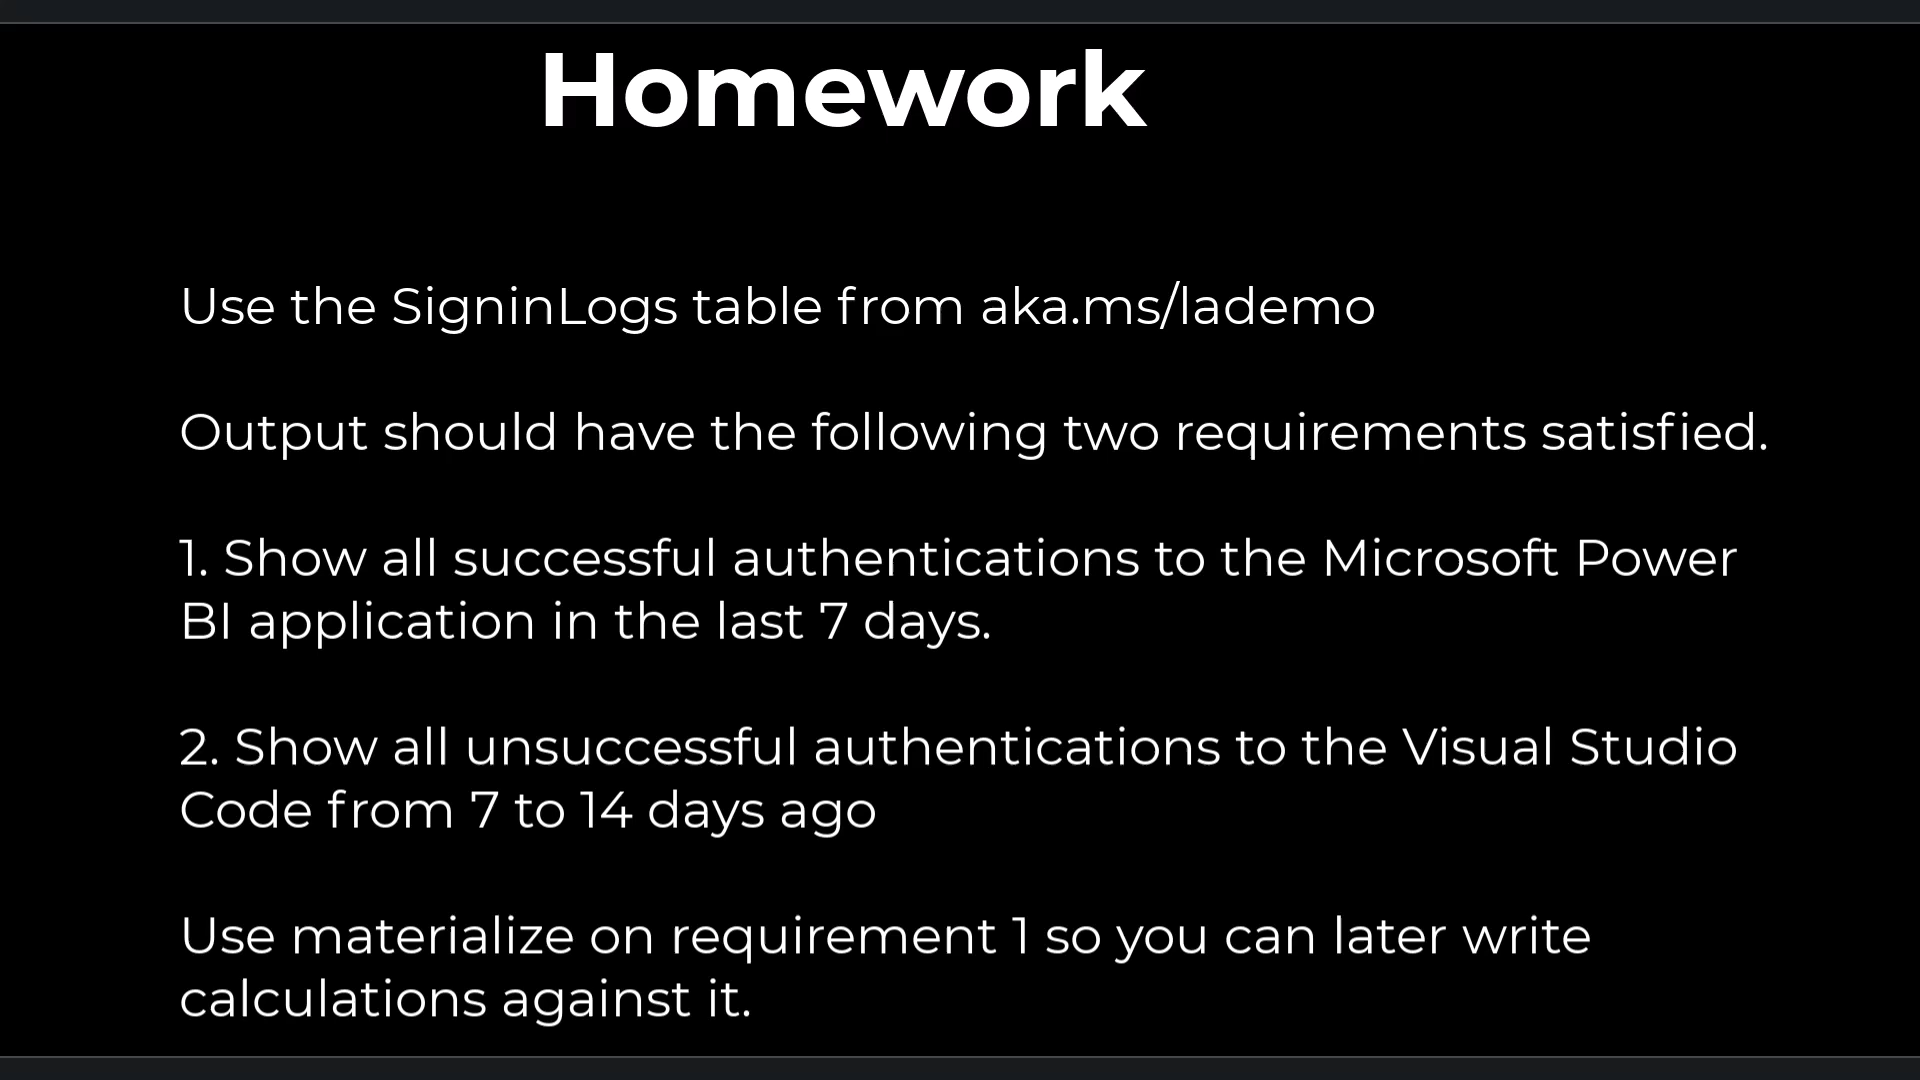 Homework
Use the SigninLogs table from aka.ms/lademo
Output should have the following two requirements satisfied.
1. Show all successful authentications to the Microsoft Power
BI application in the last 7 days.
2. Show all unsuccessful authentications to the Visual Studio
Code from 7 to 14 days ago
Use materialize on requirement 1 so you can later write
calculations against it.